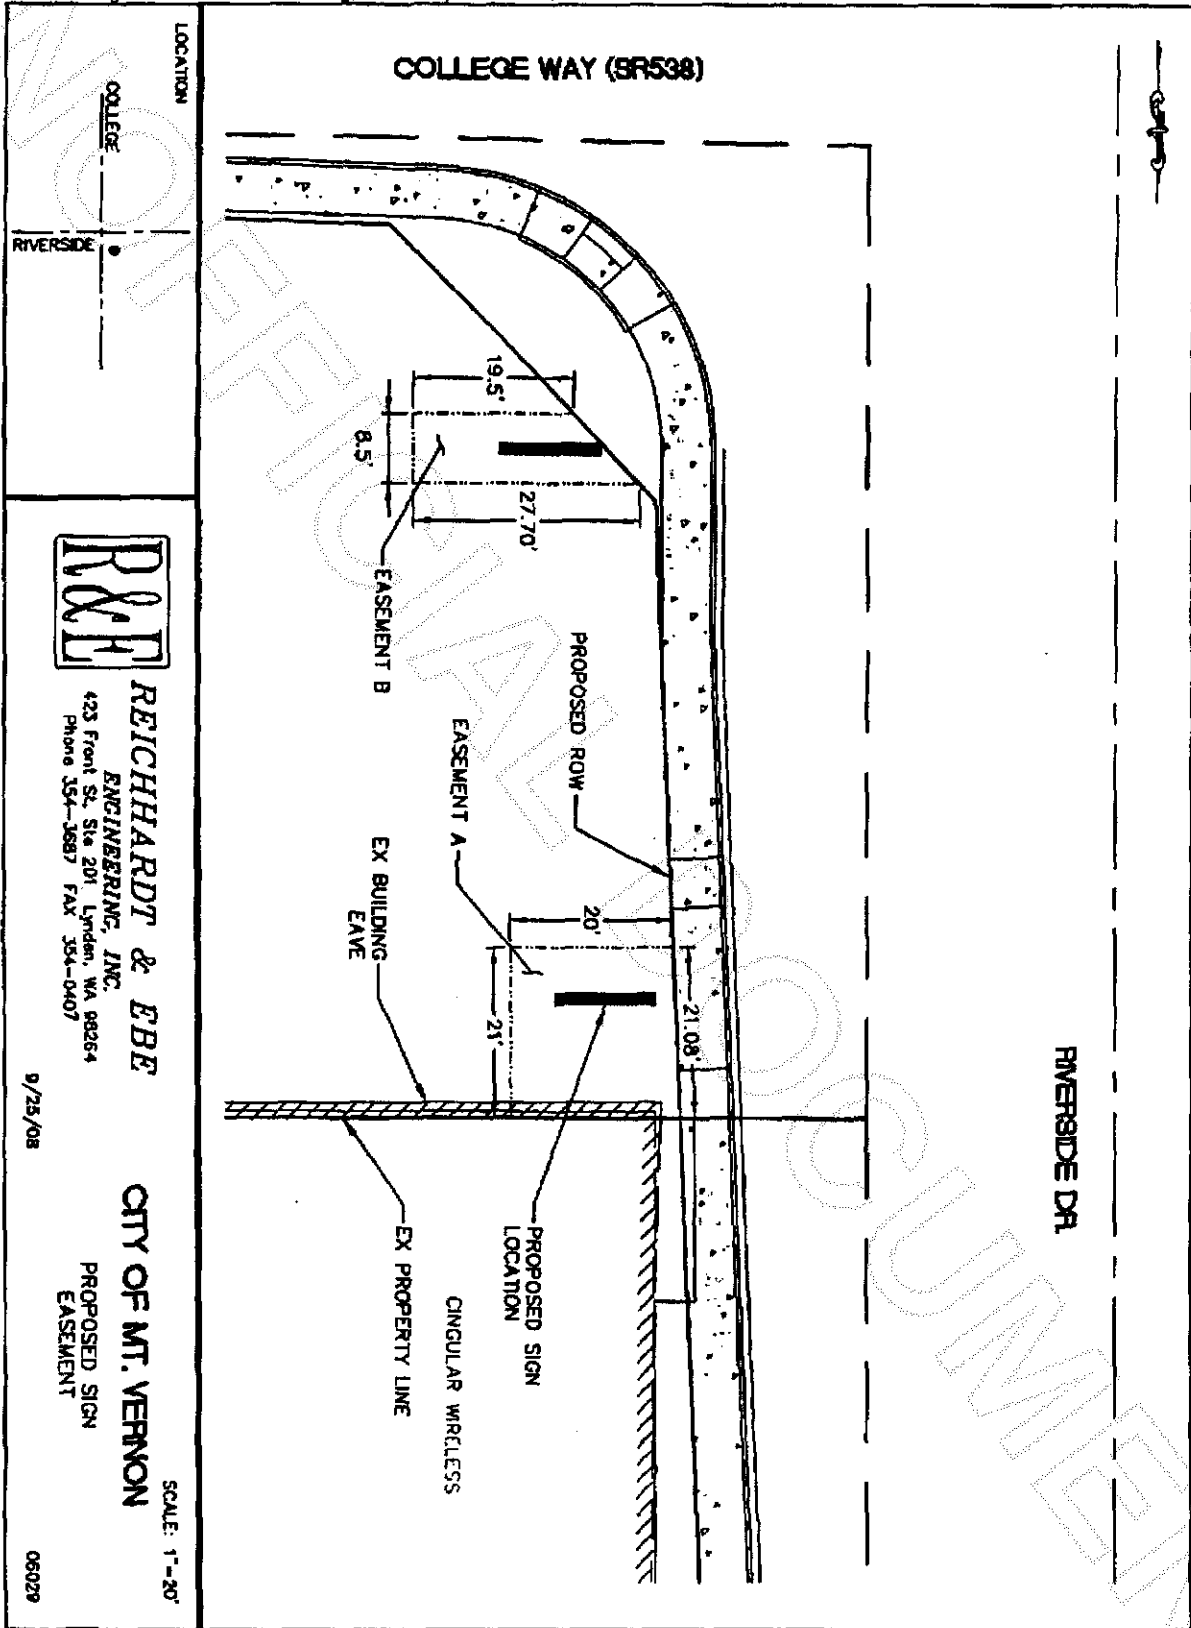 COLLEGE WAY (SR538)
RIVERSIDE DR.
19.5'
8.5'
27.70'
EASEMENT B
PROPOSED ROW
EASEMENT A
20'
21.08'
21'
EX BUILDING
EAVE
PROPOSED SIGN
LOCATION
CINGULAR WIRELESS
EX PROPERTY LINE
LOCATION
COLLEGE
RIVERSIDE
R&E
REICHHARDT & EBE
ENGINEERING, INC.
423 Front St. Ste 201 Lynden, WA 98264
Phone 354-3687 FAX 354-0407
9/25/08
CITY OF MT. VERNON
PROPOSED SIGN
EASEMENT
SCALE: 1"=20'
06029
UNOFFICIAL DOCUMENT